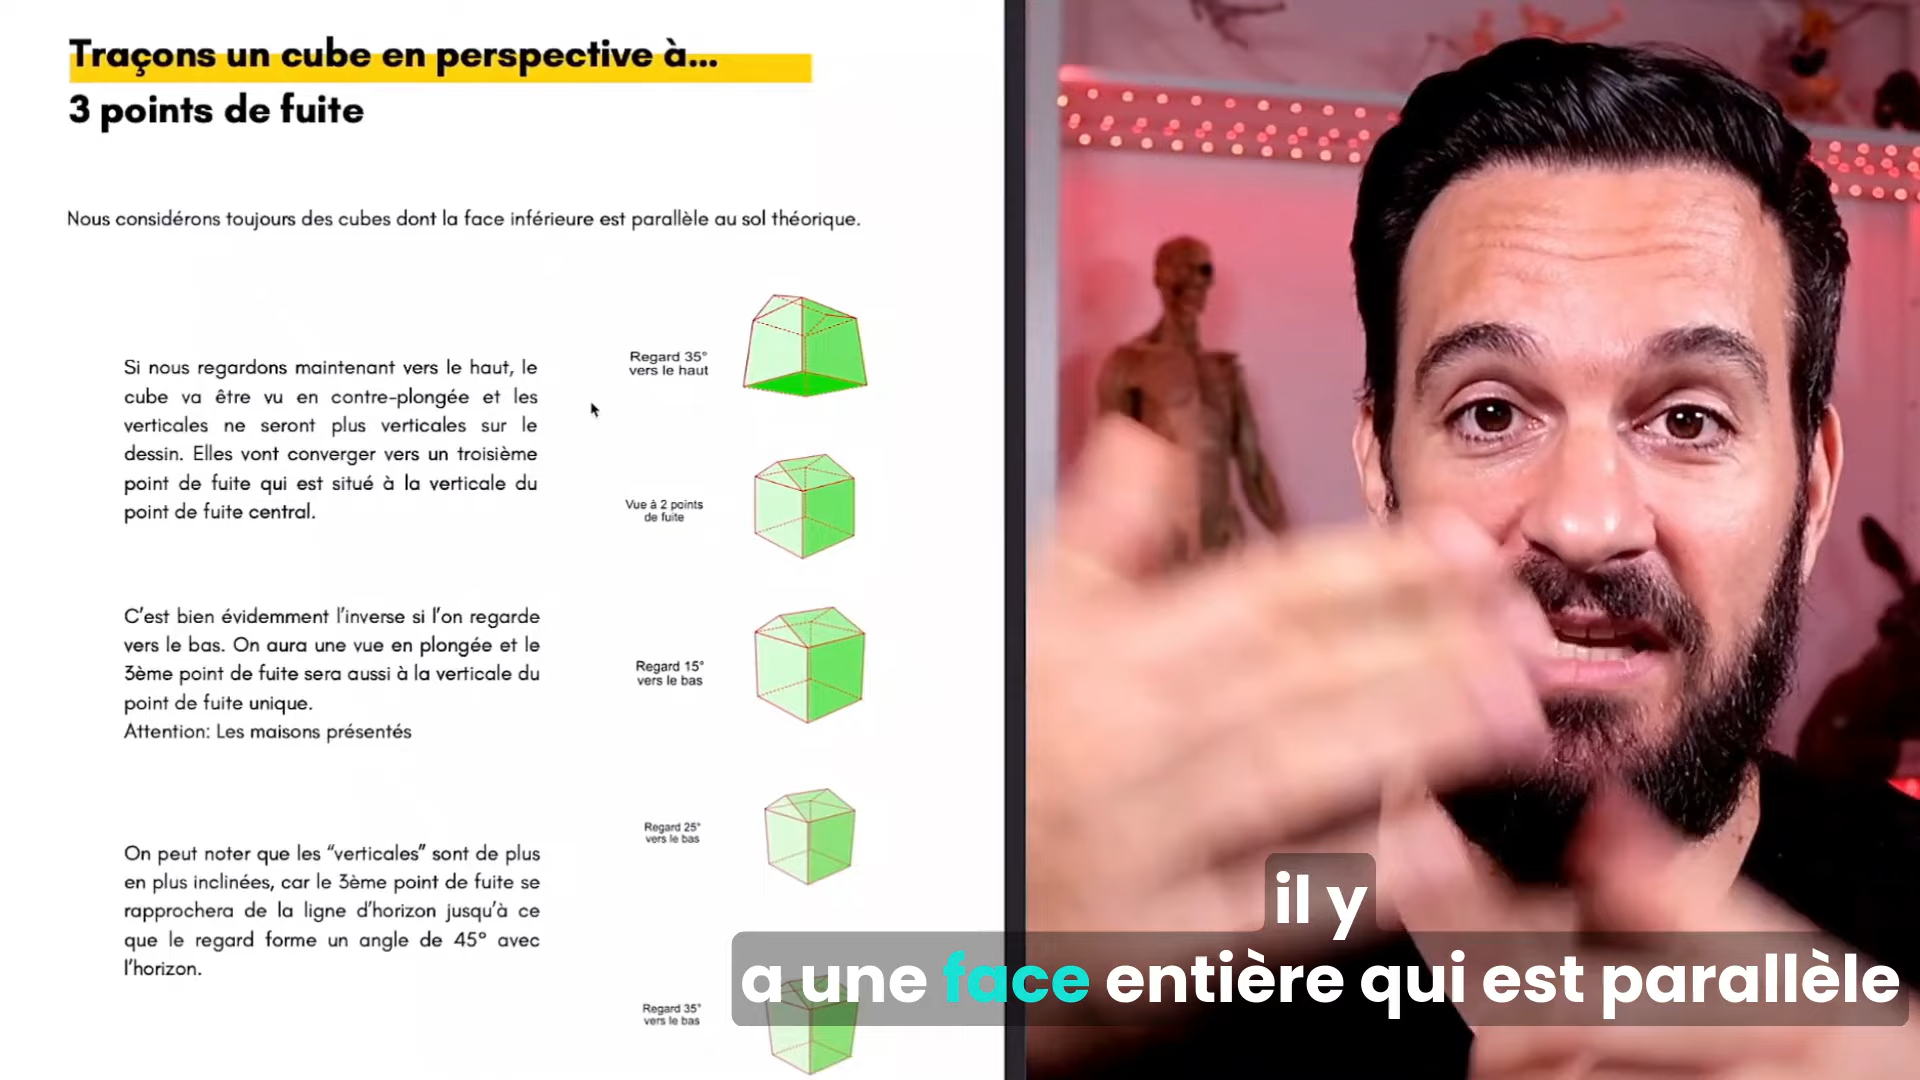 Traçons un cube en perspective à...
3 points de fuite
Nous considérons toujours des cubes dont la face inférieure est parallèle au sol théorique.
Si nous regardons maintenant vers le haut, le
cube va être vu en contre-plongée et les
verticales ne seront plus verticales sur le
dessin. Elles vont converger vers un troisième
point de fuite qui est situé à la verticale du
point de fuite central.
Regard 35°
vers le haut
Vue à 2 points
de fuite
C'est bien évidemment l'inverse si l'on regarde
vers le bas. On aura une vue en plongée et le
3ème point de fuite sera aussi à la verticale du
point de fuite unique.
Attention: Les maisons présentés
Regard 15°
vers le bas
On peut noter que les “verticales” sont de plus
en plus inclinées, car le 3ème point de fuite se
rapprochera de la ligne d'horizon jusqu'à ce
que le regard forme un angle de 45° avec
l'horizon.
Regard 25°
vers le bas
Regard 35°
vers le bas
il y
a une face entière qui est parallèle